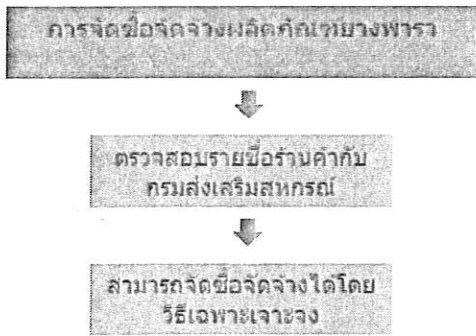 การจัดซื้อจัดจ้างผลิตภัณฑ์ยางพารา
ตรวจสอบรายชื่อร้านค้ากับ
กรมส่งเสริมสหกรณ์
สามารถจัดซื้อจัดจ้างได้โดย
วิธีเฉพาะเจาะจง